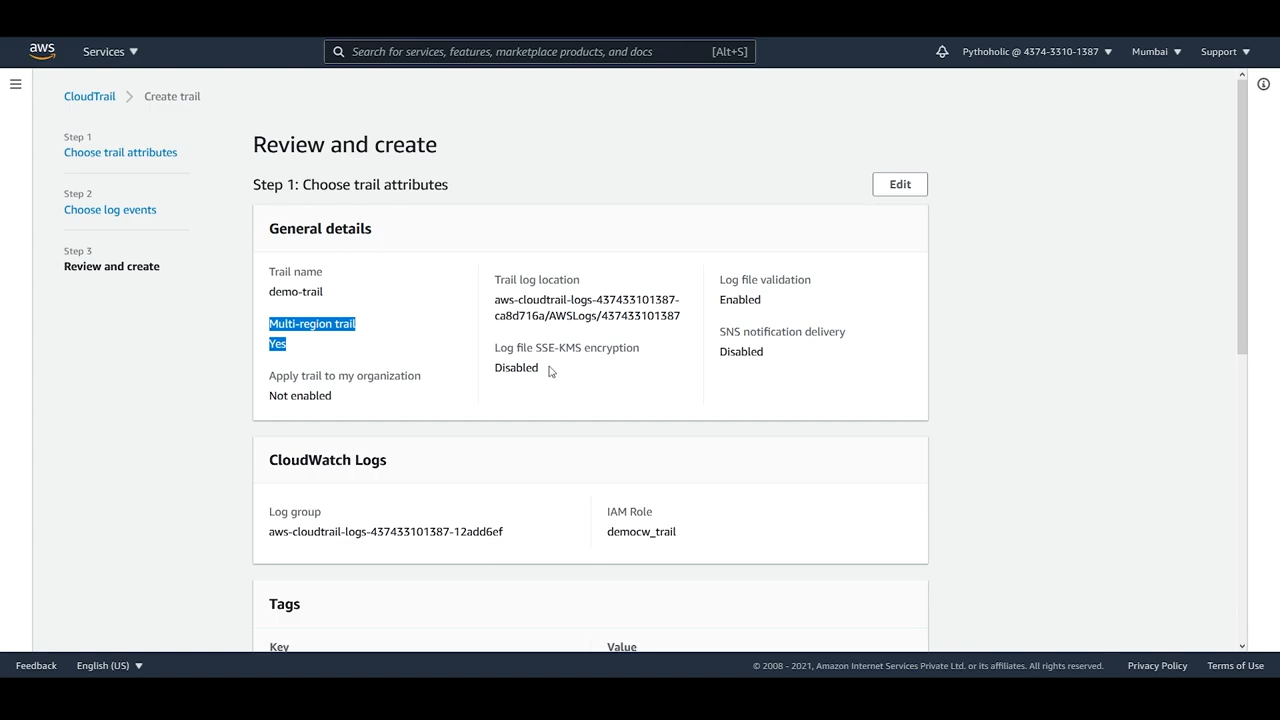 aws
Services
Search for services, features, marketplace products, and docs [Alt+S]
Pythoholic @ 4374-3310-1387
Mumbai
Support
CloudTrail
Create trail
Step 1
Choose trail attributes
Step 2
Choose log events
Step 3
Review and create
Review and create
Step 1: Choose trail attributes
Edit
General details
Trail name
demo-trail
Multi-region trail
Yes
Apply trail to my organization
Not enabled
Trail log location
aws-cloudtrail-logs-437433101387-
ca8d716a/AWSLogs/437433101387
Log file SSE-KMS encryption
Disabled
Log file validation
Enabled
SNS notification delivery
Disabled
CloudWatch Logs
Log group
aws-cloudtrail-logs-437433101387-12add6ef
IAM Role
democw_trail
Tags
Key
Value
Feedback
English (US)
© 2008 - 2021, Amazon Internet Services Private Ltd. or its affiliates. All rights reserved.
Privacy Policy
Terms of Use